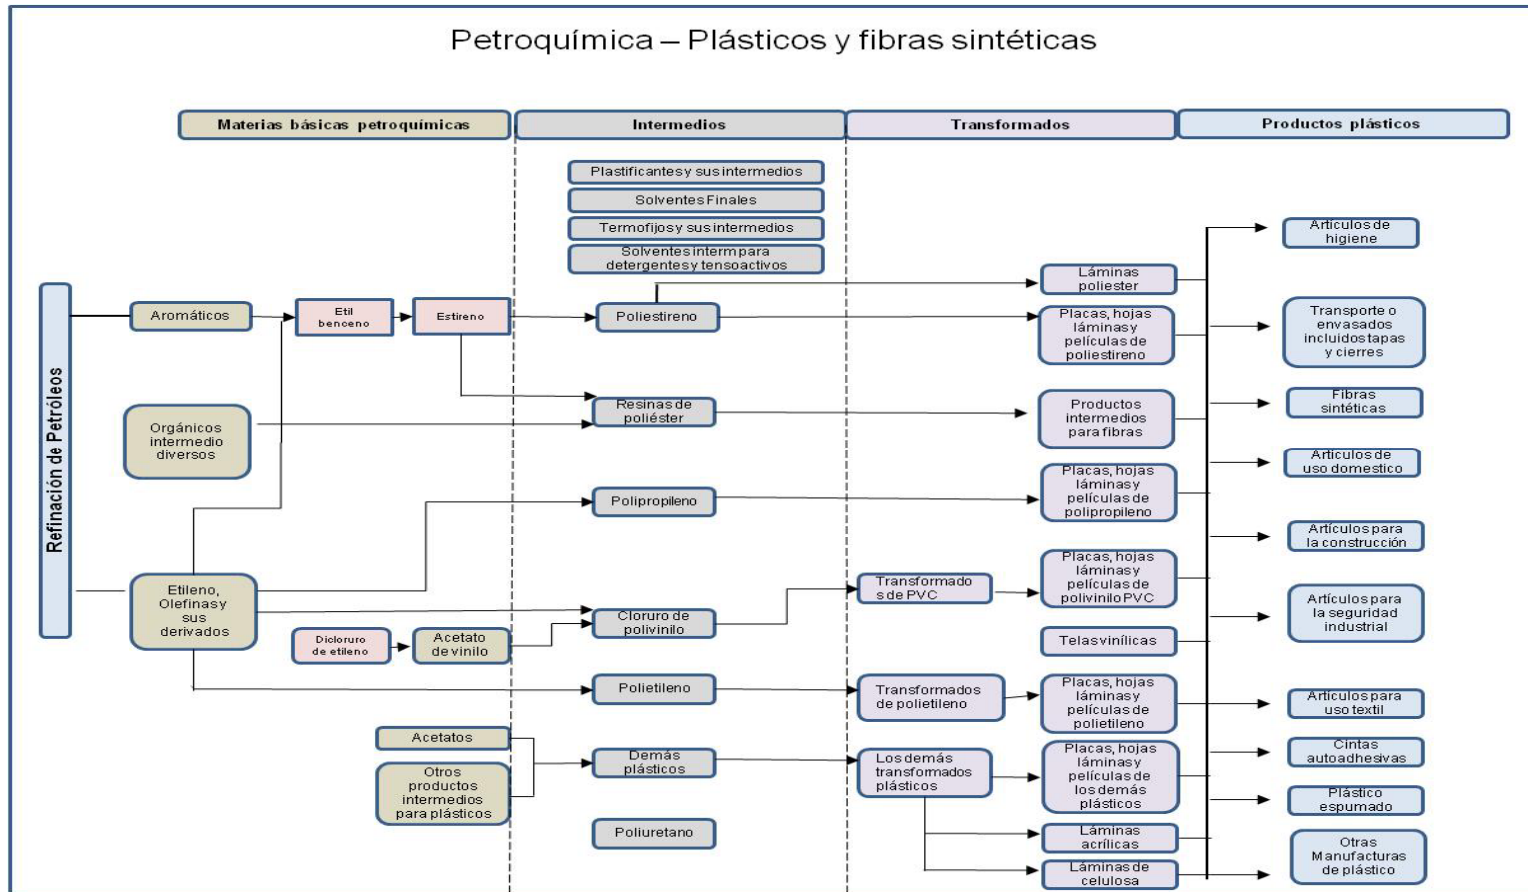 Petroquímica – Plásticos y fibras sintéticas
Materias básicas petroquímicas
Intermedios
Transformados
Productos plásticos
Plastificantes y sus intermedios
Solventes Finales
Termofijos y sus intermedios
Solventes interm para
detergentes y tensoactivos
Refinación de Petróleos
Aromáticos
Etil
benceno
Estireno
Poliestireno
Láminas
poliester
Placas, hojas
láminas y
películas de
poliestireno
Orgánicos
intermedio
diversos
Resinas de
poliéster
Productos
intermedios
para fibras
Polipropileno
Placas, hojas
láminas y
películas de
polipropileno
Etileno,
Olefinas y
sus
derivados
Dicloruro
de etileno
Acetato
de vinilo
Cloruro de
polivinilo
Transformado
s de PVC
Placas, hojas
láminas y
películas de
polivinilo PVC
Telas vinílicas
Polietileno
Transformados
de polietileno
Placas, hojas
láminas y
películas de
polietileno
Acetatos
Otros
productos
intermedios
para plásticos
Demás
plásticos
Los demás
transformados
plásticos
Placas, hojas
láminas y
películas de
los demás
plásticos
Poliuretano
Láminas
acrílicas
Láminas de
celulosa
Artículos de
higiene
Transporte o
envasados
incluidos tapas
y cierres
Fibras
sintéticas
Artículos de
uso domestico
Artículos para
la construcción
Artículos para
la seguridad
industrial
Artículos para
uso textil
Cintas
autoadhesivas
Plástico
espumado
Otras
Manufacturas
de plástico